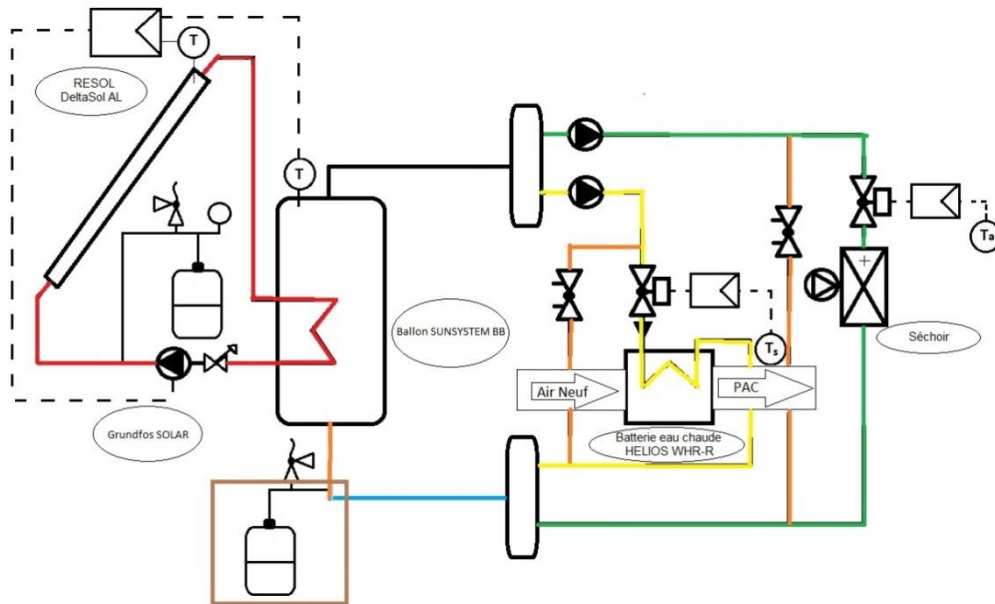 T
RESOL
DeltaSol AL
T
Ta
Ballon SUNSYSTEM BB
Séchoir
Ts
Air Neuf
PAC
Grundfos SOLAR
Batterie eau chaude
HELIOS WHR-R